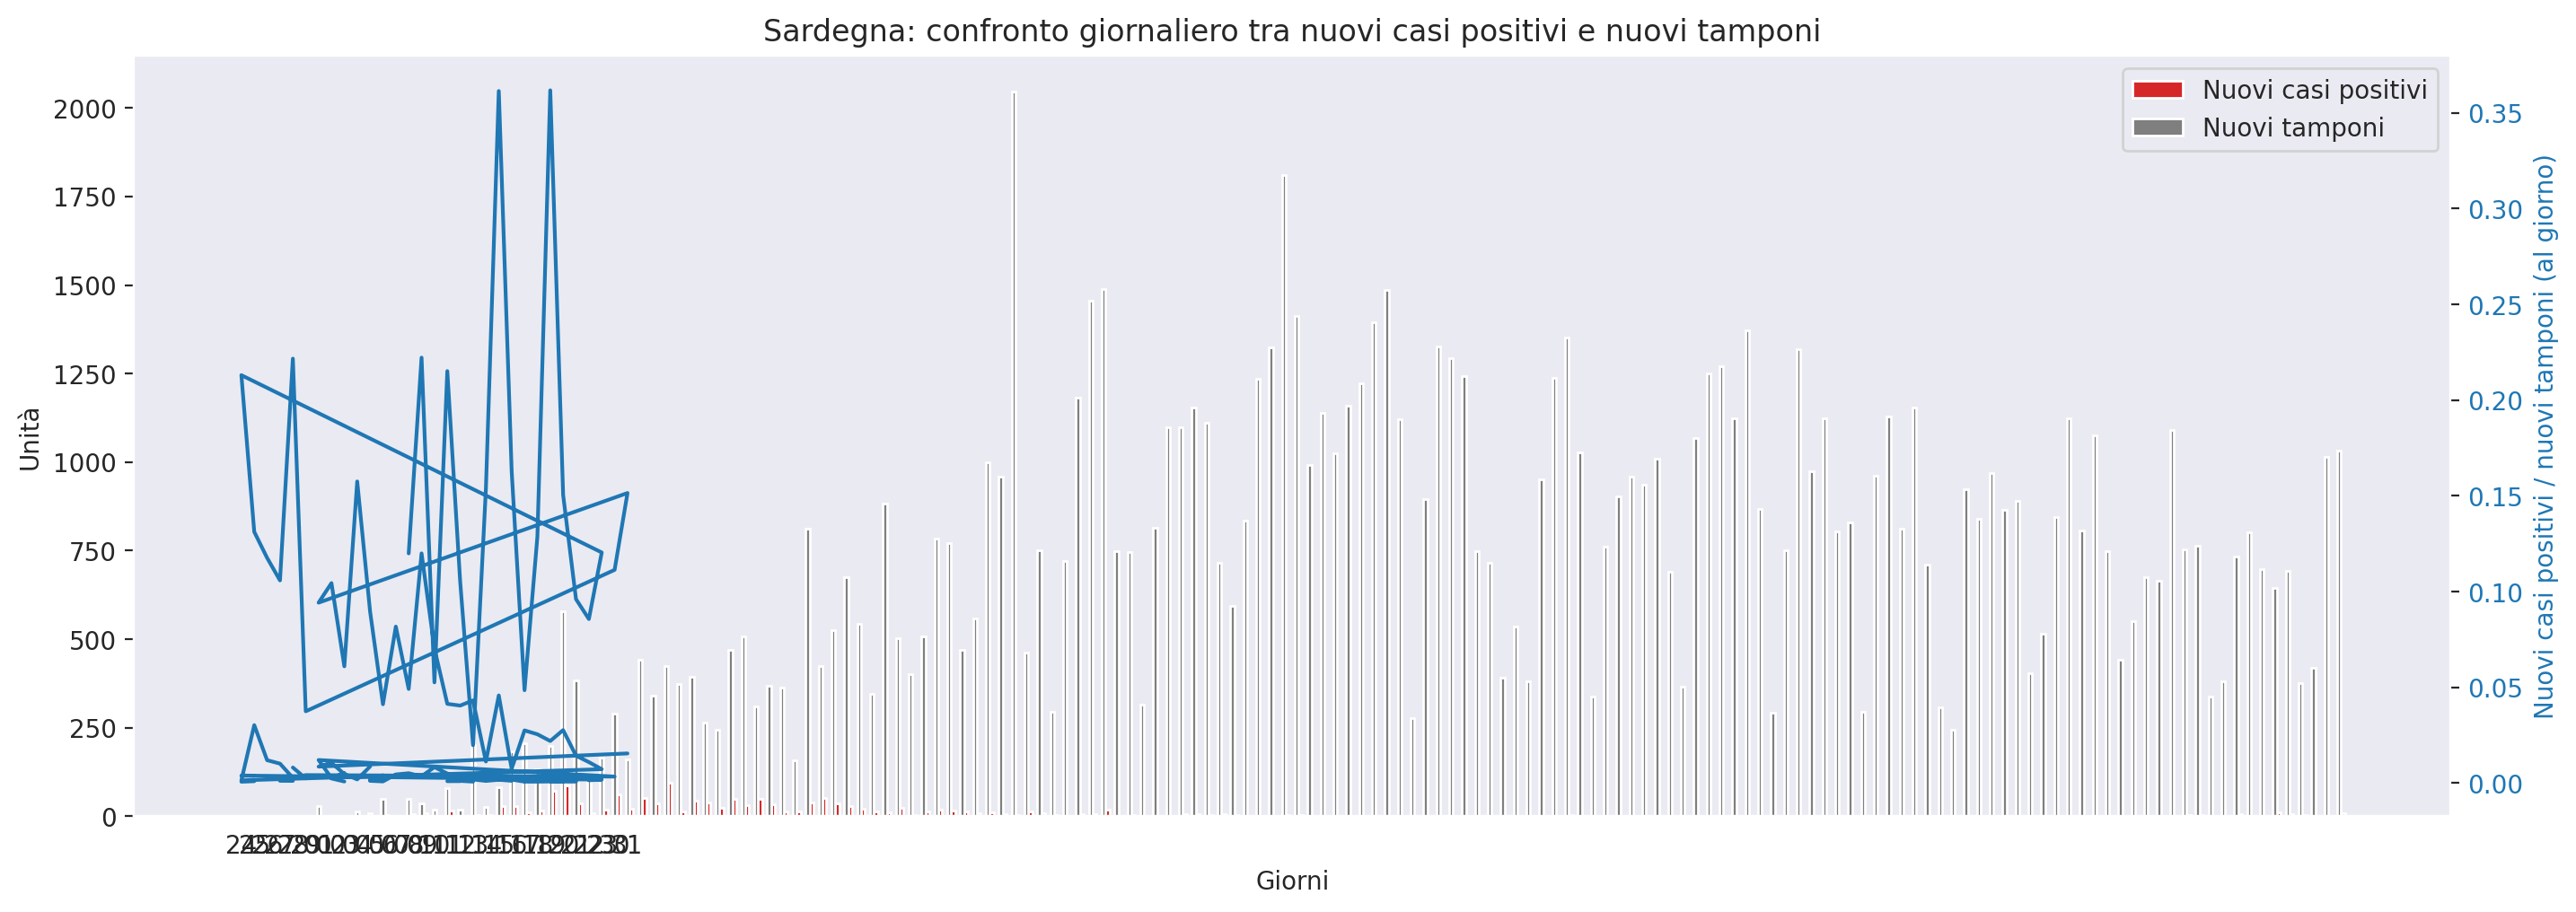 Sardegna: confronto giornaliero tra nuovi casi positivi e nuovi tamponi
Nuovi casi positivi
Nuovi tamponi
2000
1750
1500
1250
1000
750
500
250
0
Unità
0.35
0.30
0.25
0.20
0.15
0.10
0.05
0.00
Nuovi casi positivi / nuovi tamponi (al giorno)
Giorni